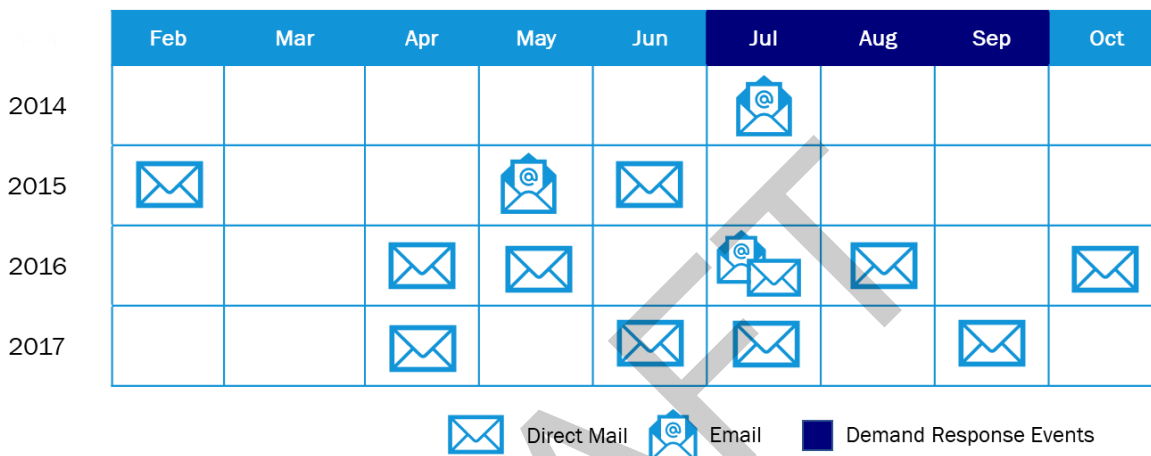 Feb Mar Apr May Jun Jul Aug Sep Oct
2014 @
2015 @
2016 @
2017
Direct Mail @ Email Demand Response Events